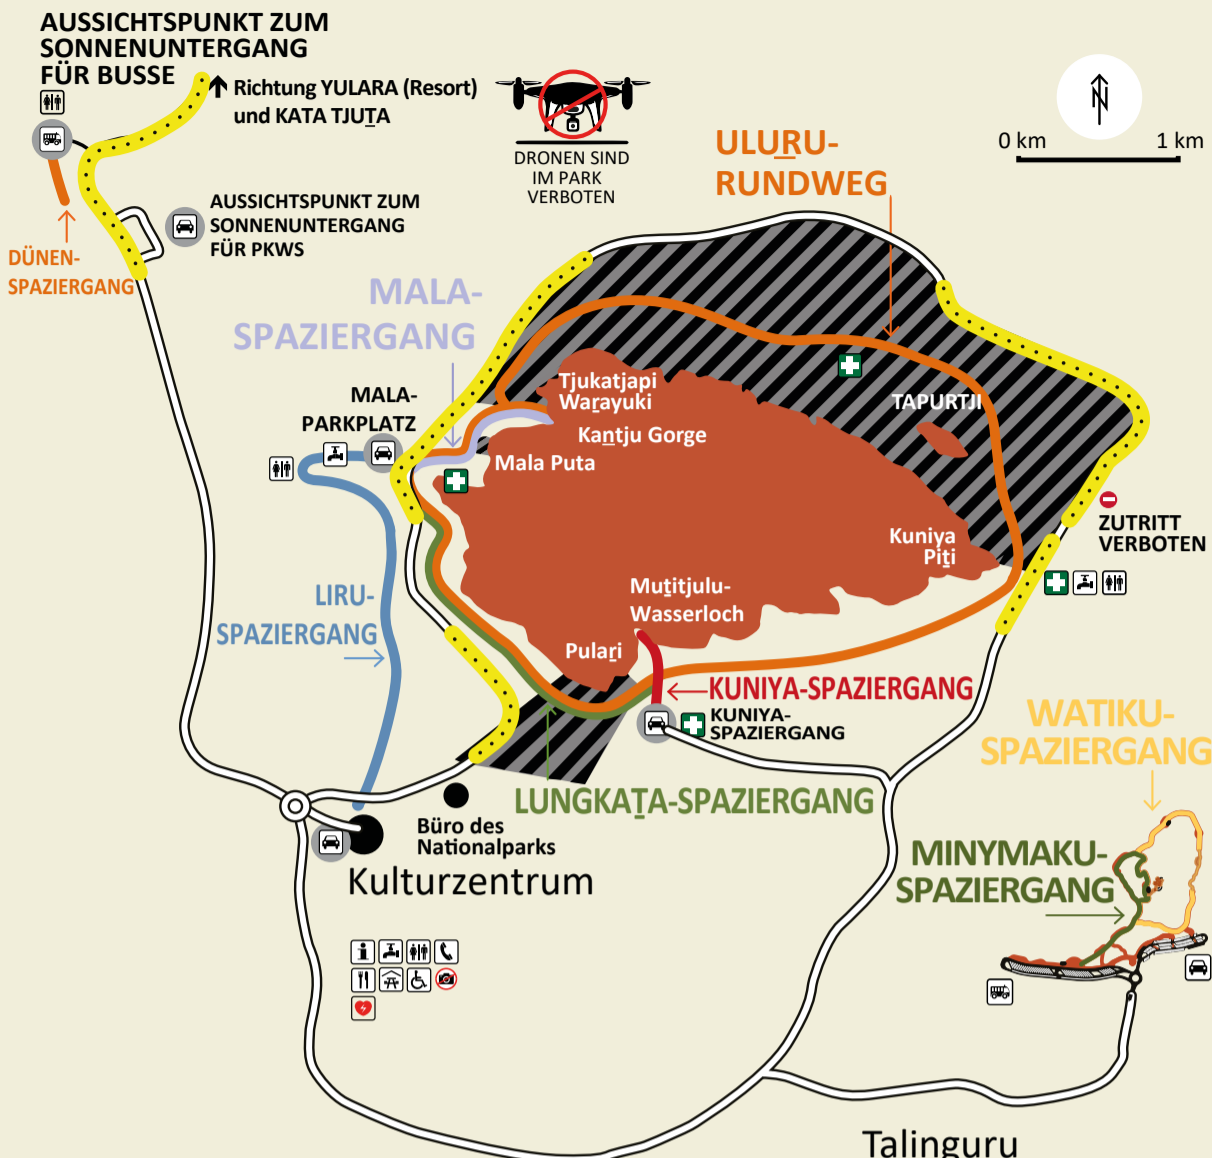 AUSSICHTSPUNKT ZUM
SONNENUNTERGANG
FÜR BUSSE
Richtung YULARA (Resort)
und KATA TJUṮA
DRONEN SIND
IM PARK
VERBOTEN
N
0 km
1 km
ULUṞU-
RUNDWEG
AUSSICHTSPUNKT ZUM
SONNENUNTERGANG
FÜR PKWS
DÜNEN-
SPAZIERGANG
MALA-
SPAZIERGANG
MALA-
PARKPLATZ
Tjukatjapi
Waṟayuki
Kaṉtju Gorge
Mala Puta
TAPURTJI
ZUTRITT
VERBOTEN
Kuniya
Piṯi
Muṯitjulu-
Wasserloch
Pulaṟi
LIRU-
SPAZIERGANG
KUNIYA-SPAZIERGANG
KUNIYA-
SPAZIERGANG
WATIKU-
SPAZIERGANG
LUNGKAṮA-SPAZIERGANG
Büro des
Nationalparks
Kulturzentrum
MINYMAKU-
SPAZIERGANG
i
Talinguru